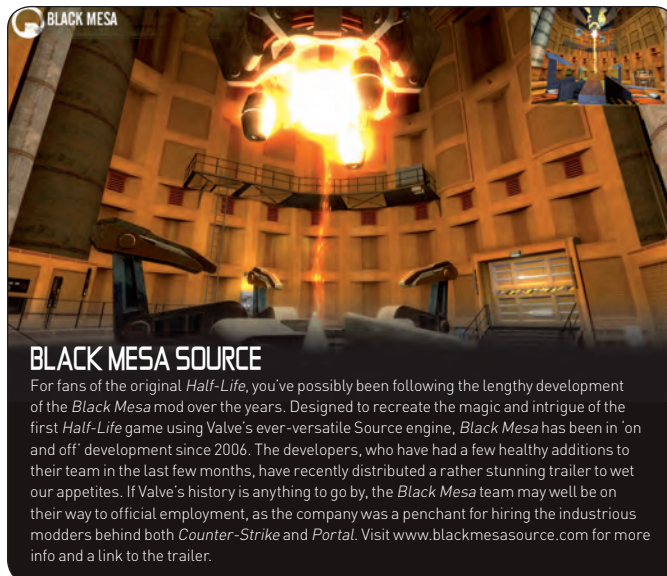 BLACK MESA
BLACK MESA SOURCE
For fans of the original Half-Life, you've possibly been following the lengthy development
of the Black Mesa mod over the years. Designed to recreate the magic and intrigue of the
first Half-Life game using Valve's ever-versatile Source engine, Black Mesa has been in 'on
and off' development since 2006. The developers, who have had a few healthy additions to
their team in the last few months, have recently distributed a rather stunning trailer to wet
our appetites. If Valve's history is anything to go by, the Black Mesa team may well be on
their way to official employment, as the company was a penchant for hiring the industrious
modders behind both Counter-Strike and Portal. Visit www.blackmesasource.com for more
info and a link to the trailer.